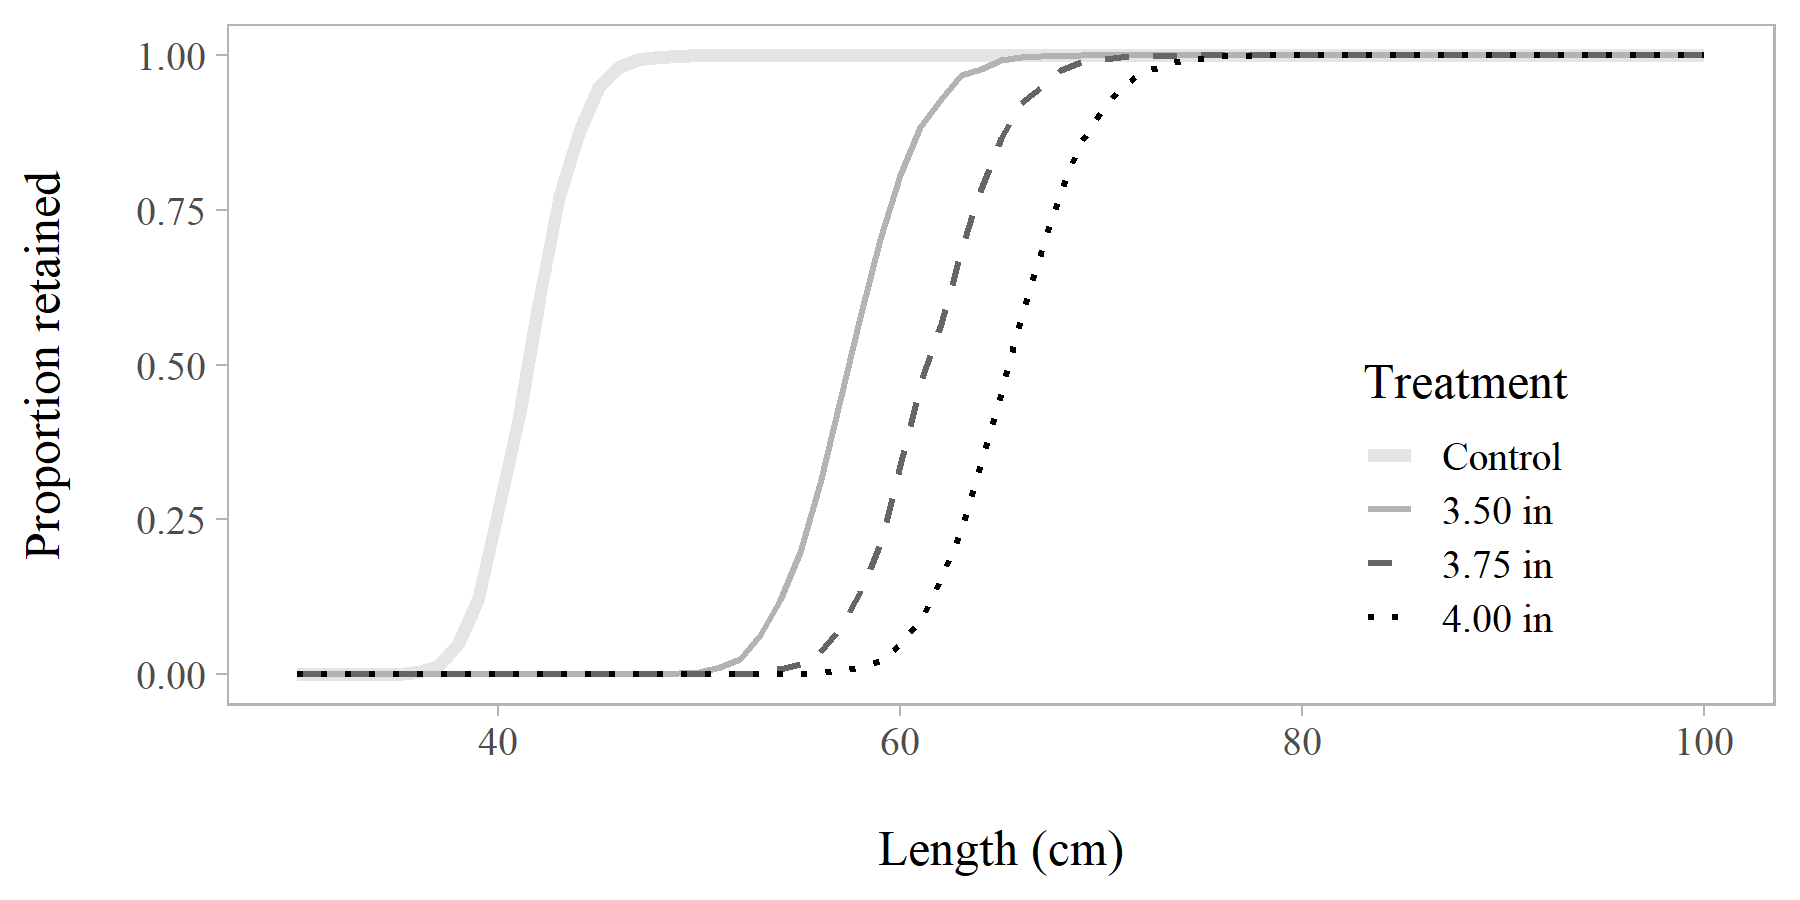 Proportion retained
1.00
0.75
0.50
0.25
0.00
40
60
80
100
Length (cm)
Treatment
Control
3.50 in
3.75 in
4.00 in